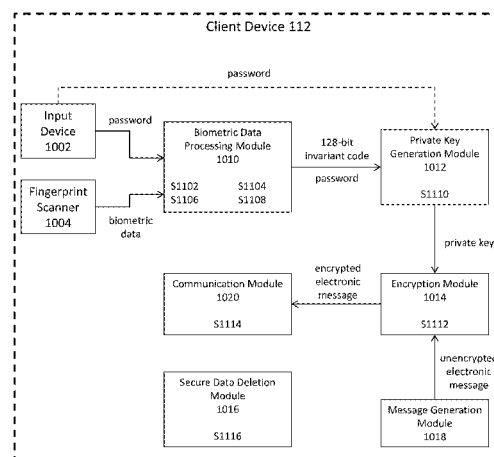 Client Device 112
password
Input
Device
1002
password
Biometric Data
Processing Module
1010
S1102 S1104
S1106 S1108
128-bit
invariant code
password
Private Key
Generation Module
1012
S1110
Fingerprint
Scanner
1004
biometric
data
private key
Communication Module
1020
S1114
encrypted
electronic
message
Encryption Module
1014
S1112
unencrypted
electronic
message
Secure Data Deletion
Module
1016
S1116
Message Generation
Module
1018